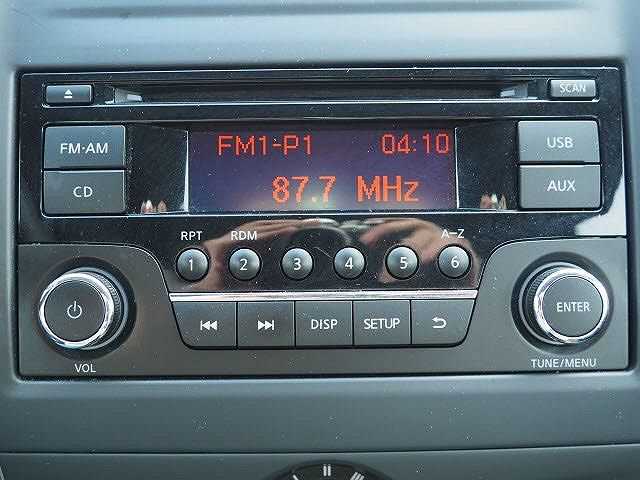 SCAN
FM1-P1 04:10
FM·AM
USB
87.7 MHz
CD
AUX
RPT RDM A–Z
1 2 3 4 5 6
DISP SETUP
ENTER
VOL
TUNE/MENU